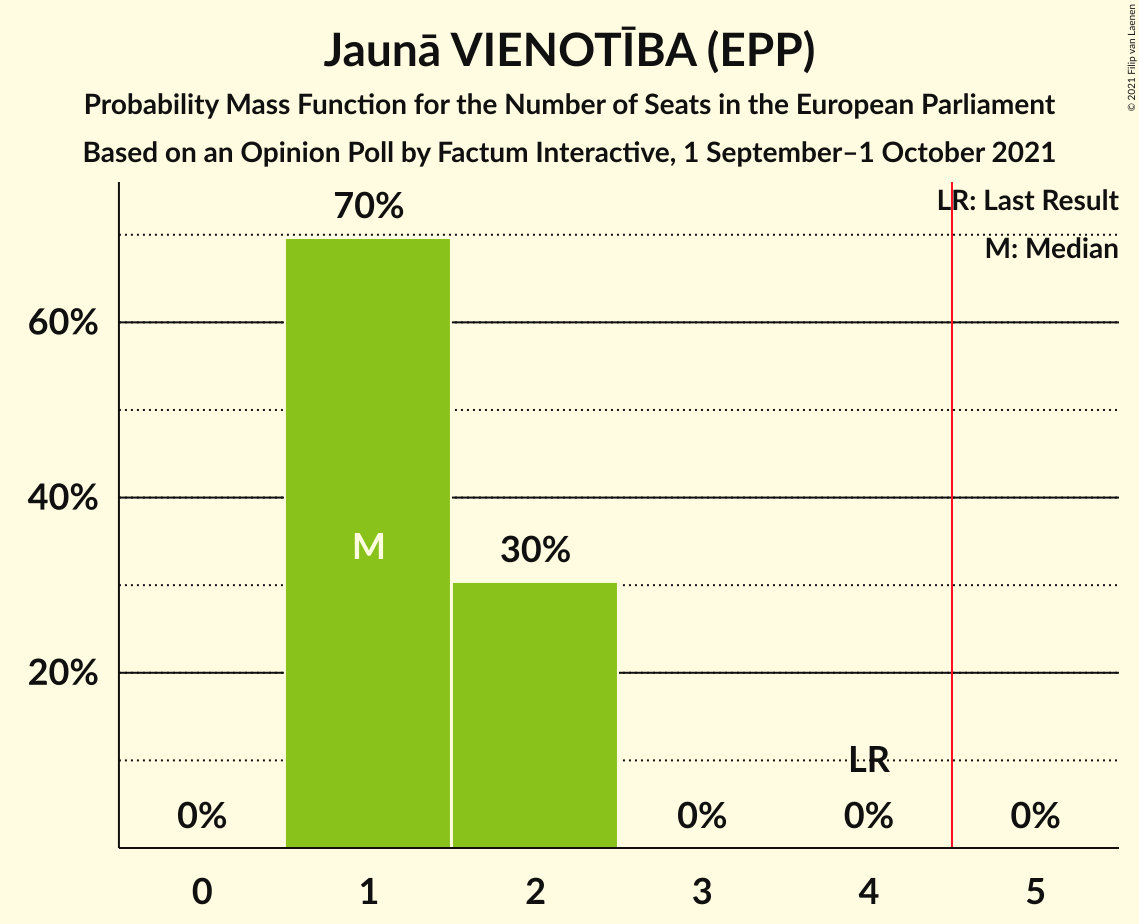 Jaunā VIENOTĪBA (EPP)
Probability Mass Function for the Number of Seats in the European Parliament
Based on an Opinion Poll by Factum Interactive, 1 September–1 October 2021
© 2021 Filip van Laenen
LR: Last Result
M: Median
70%
60%
40%
M
30%
20%
LR
0%
0%
0%
0%
0 1 2 3 4 5